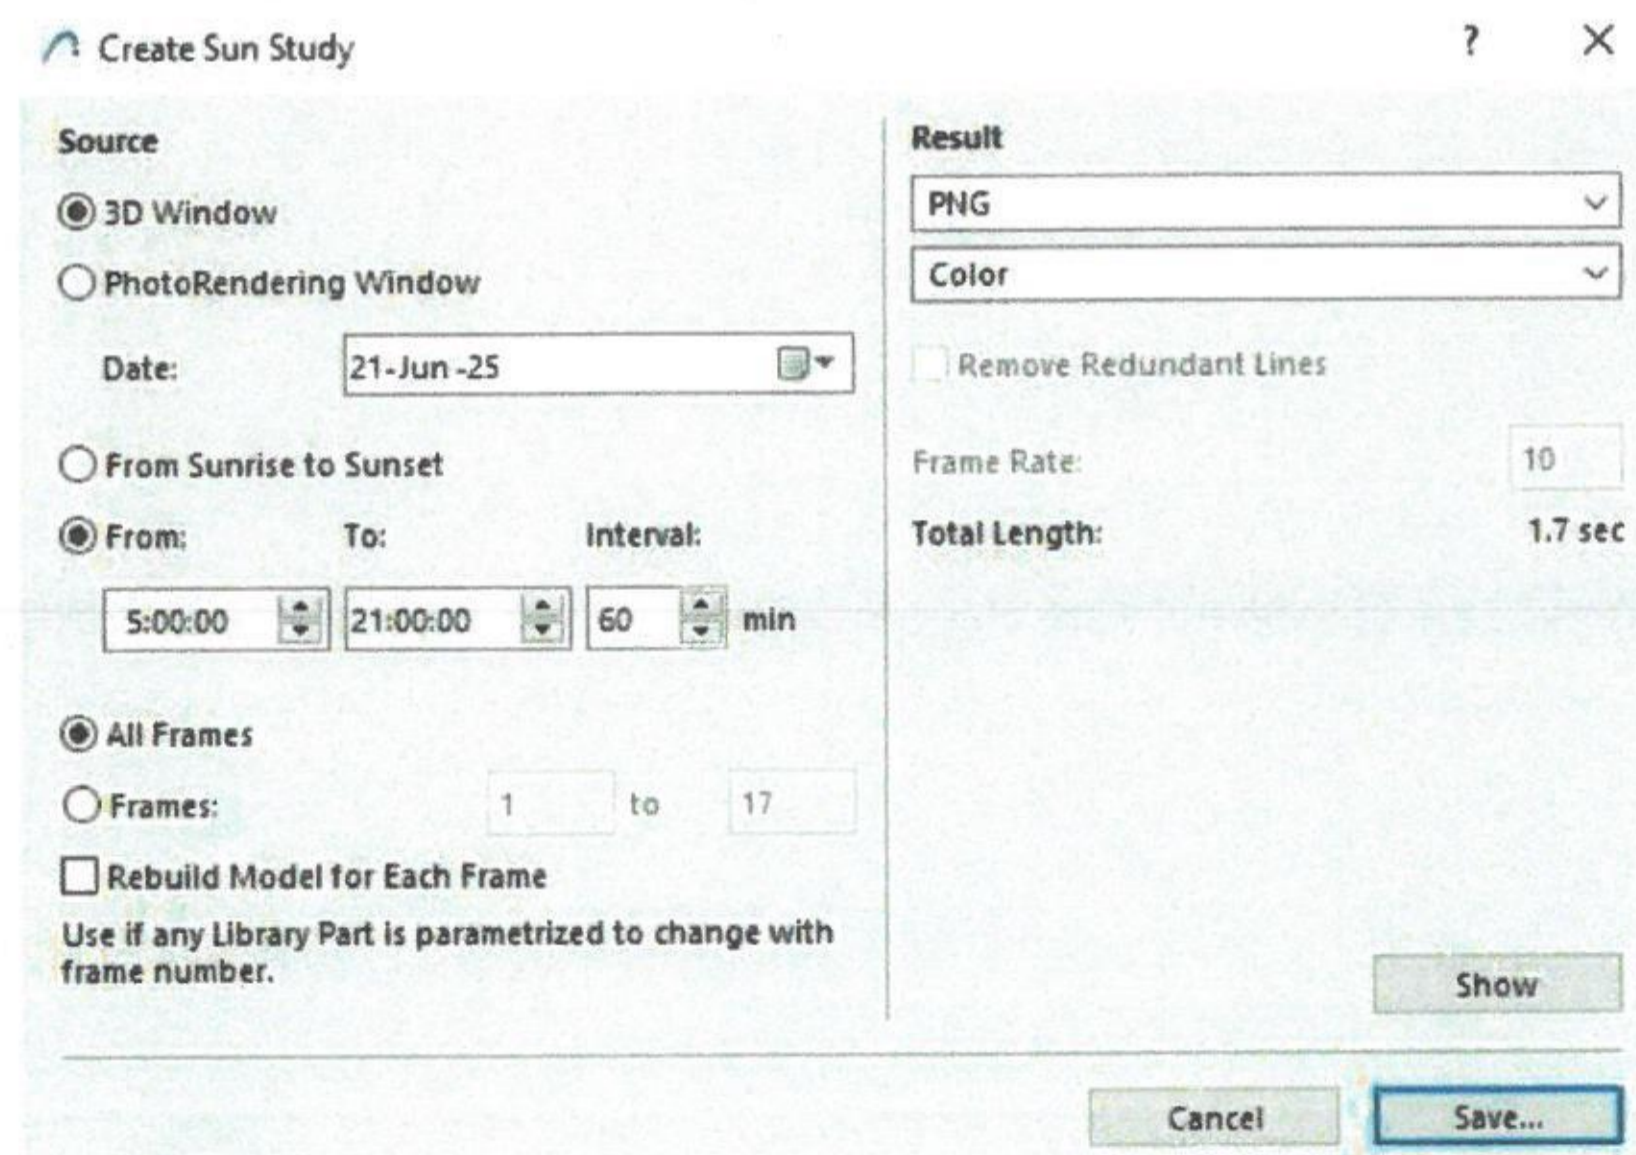 Create Sun Study
?
Source
3D Window
PhotoRendering Window
Date:
21-Jun -25
From Sunrise to Sunset
From:
To:
Interval:
5:00:00
21:00:00
60
min
All Frames
Frames:
1
to
17
Rebuild Model for Each Frame
Use if any Library Part is parametrized to change with
frame number.
Result
PNG
Color
Remove Redundant Lines
Frame Rate:
10
Total Length:
1.7 sec
Show
Cancel
Save...